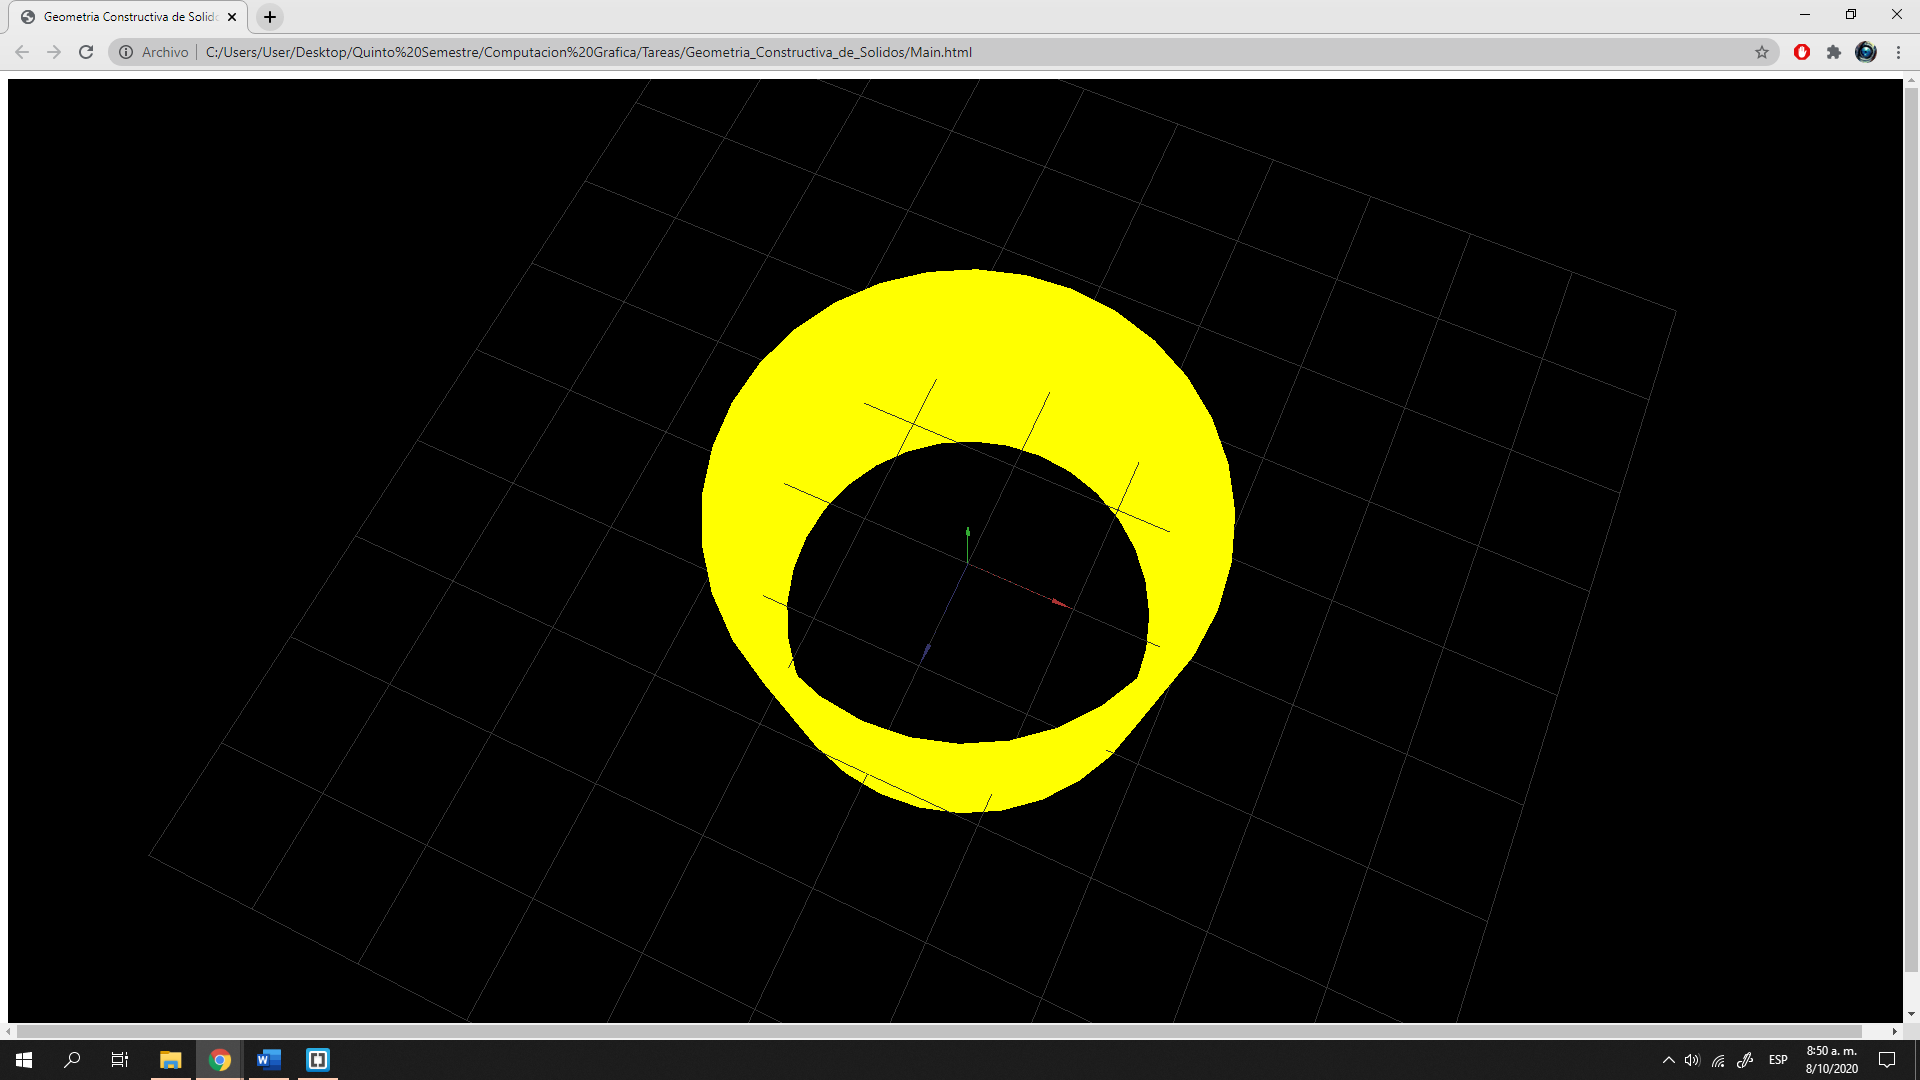 Geometria Constructiva de Solido
Archivo
C:/Users/User/Desktop/Quinto%20Semestre/Computacion%20Grafica/Tareas/Geometria_Constructiva_de_Solidos/Main.html
W
ESP
8:50 a. m.
8/10/2020